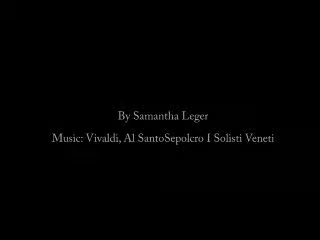 By Samantha Leger
Music: Vivaldi, Al SantoSepolcro I Solisti Veneti